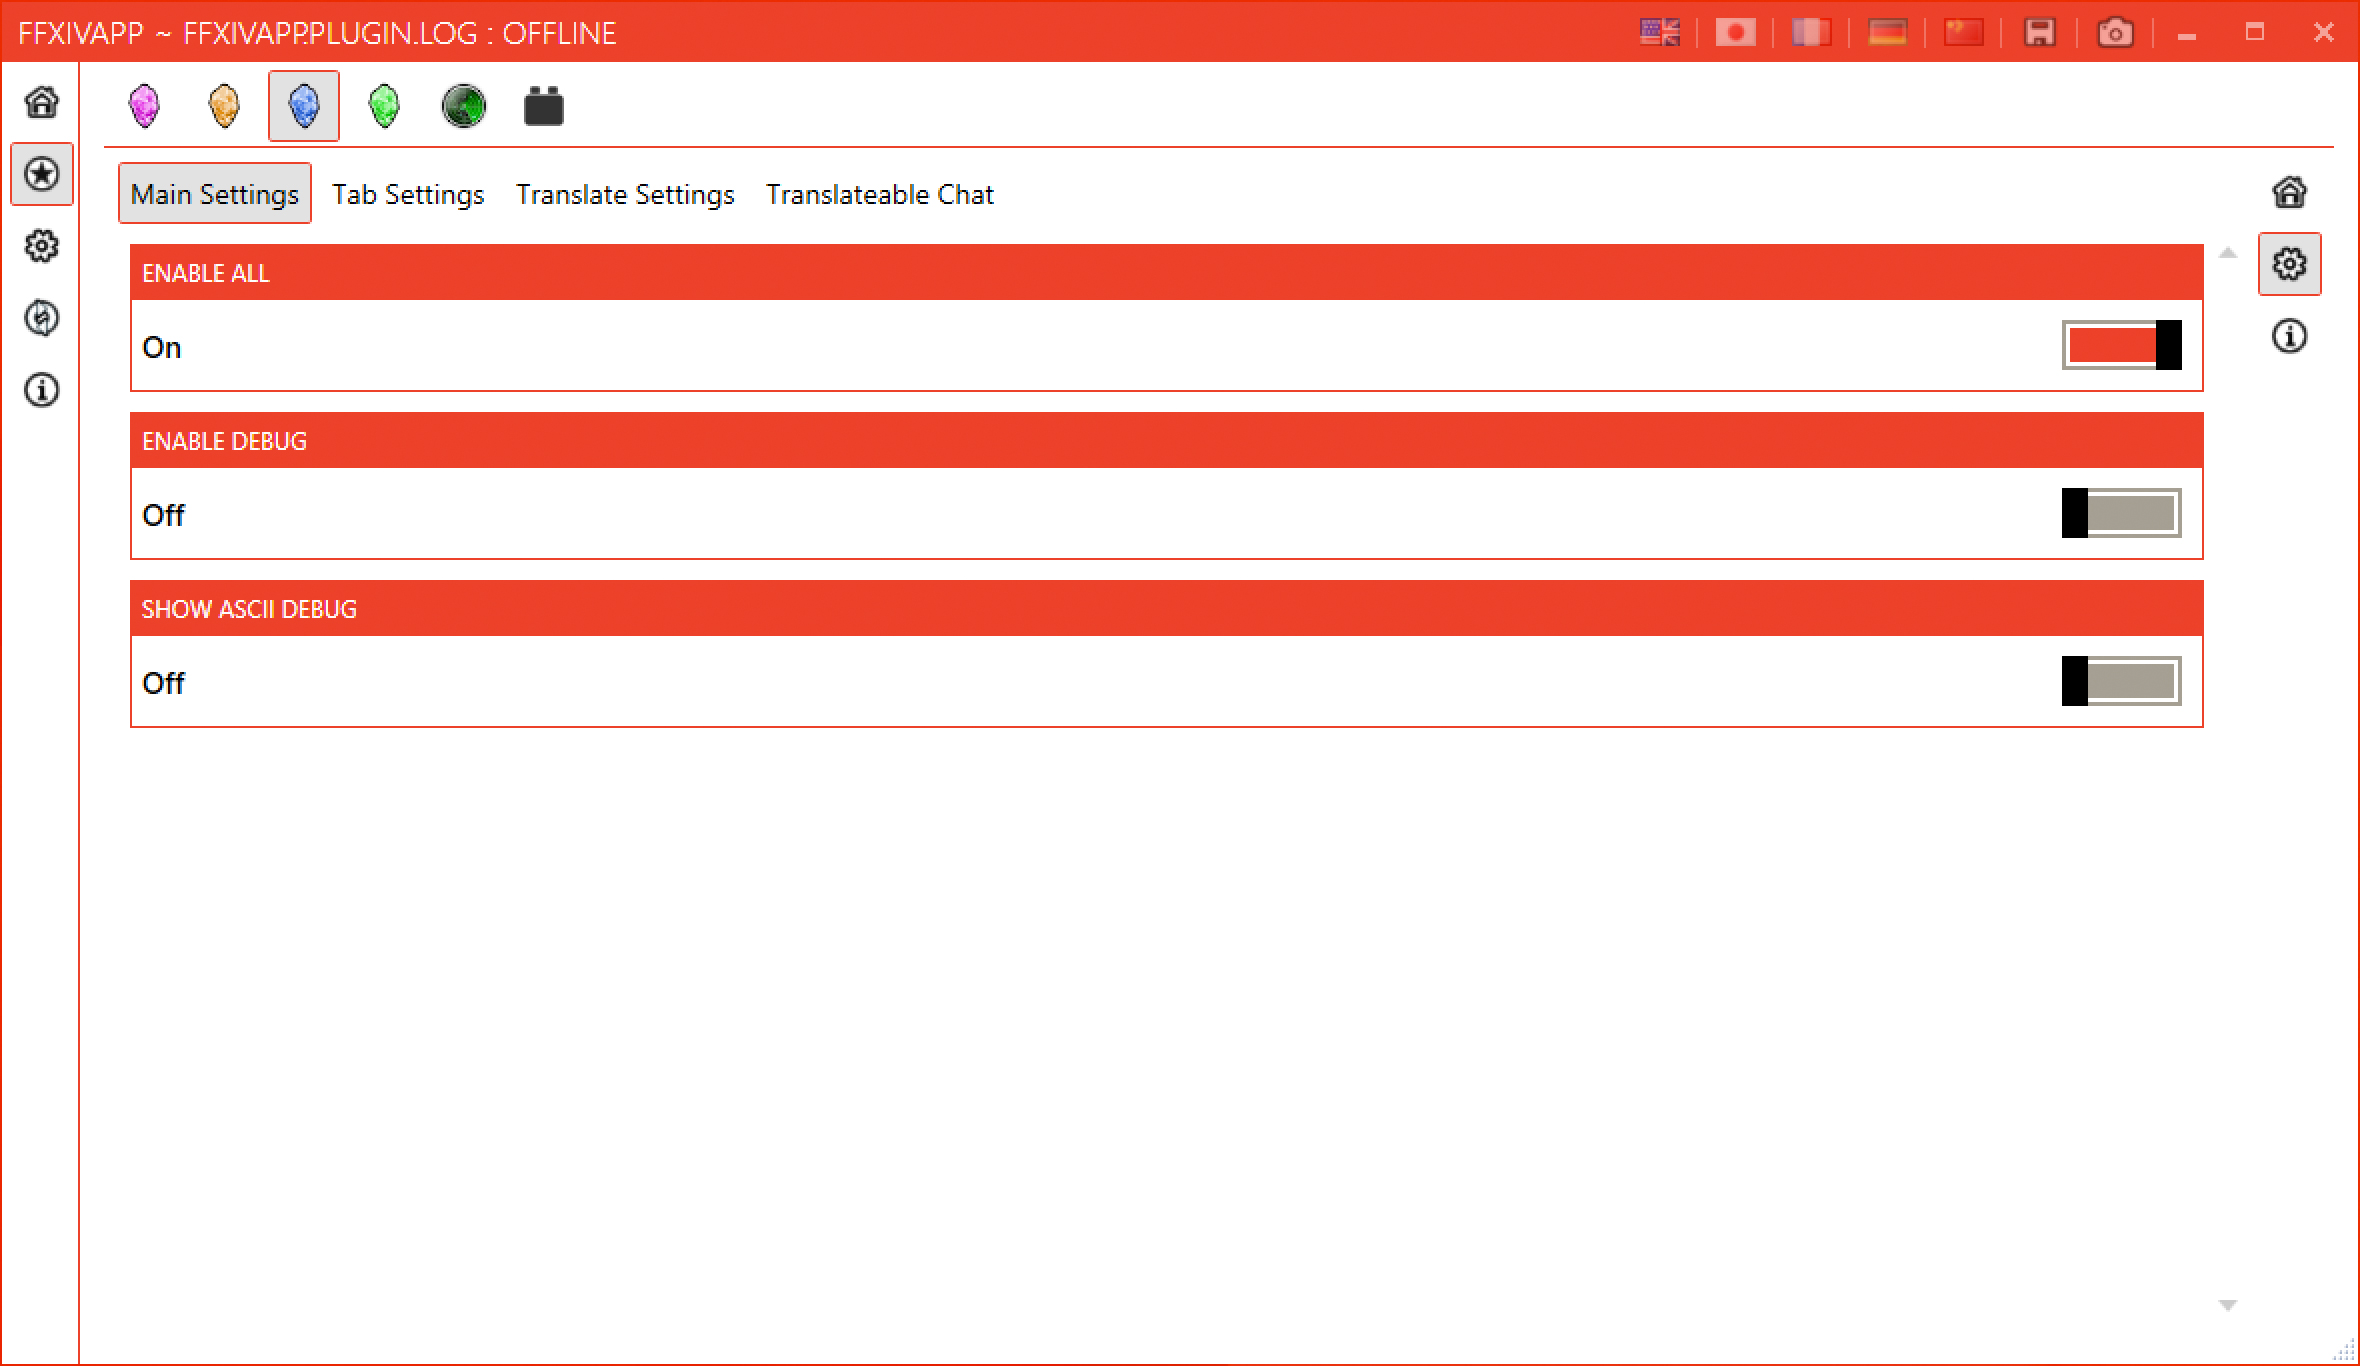 FFXIVAPP ~ FFXIVAPP.PLUGIN.LOG : OFFLINE
Main Settings Tab Settings Translate Settings Translateable Chat
ENABLE ALL
On
ENABLE DEBUG
Off
SHOW ASCII DEBUG
Off